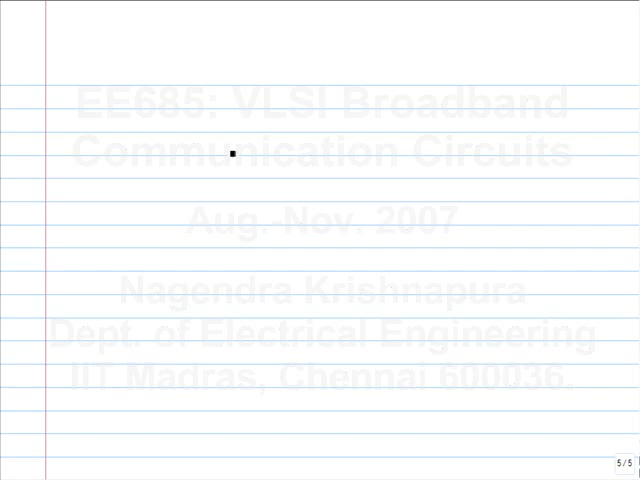 EE685: VLSI Broadband
Communication Circuits
Aug.-Nov. 2007
Nagendra Krishnapura
Dept. of Electrical Engineering
IIT Madras, Chennai 600036.
5/5